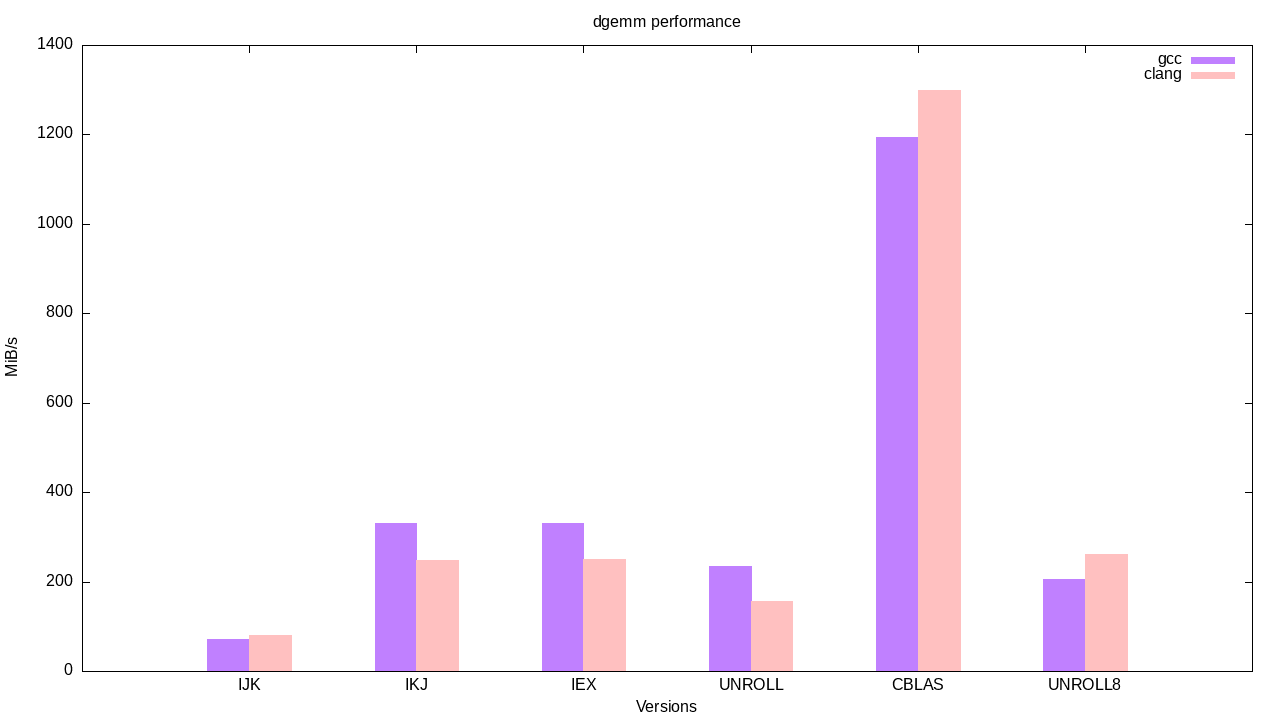 dgemm performance
1400
1200
1000
800
600
400
200
0
MiB/s
gcc
clang
IJK IKJ IEX UNROLL CBLAS UNROLL8
Versions